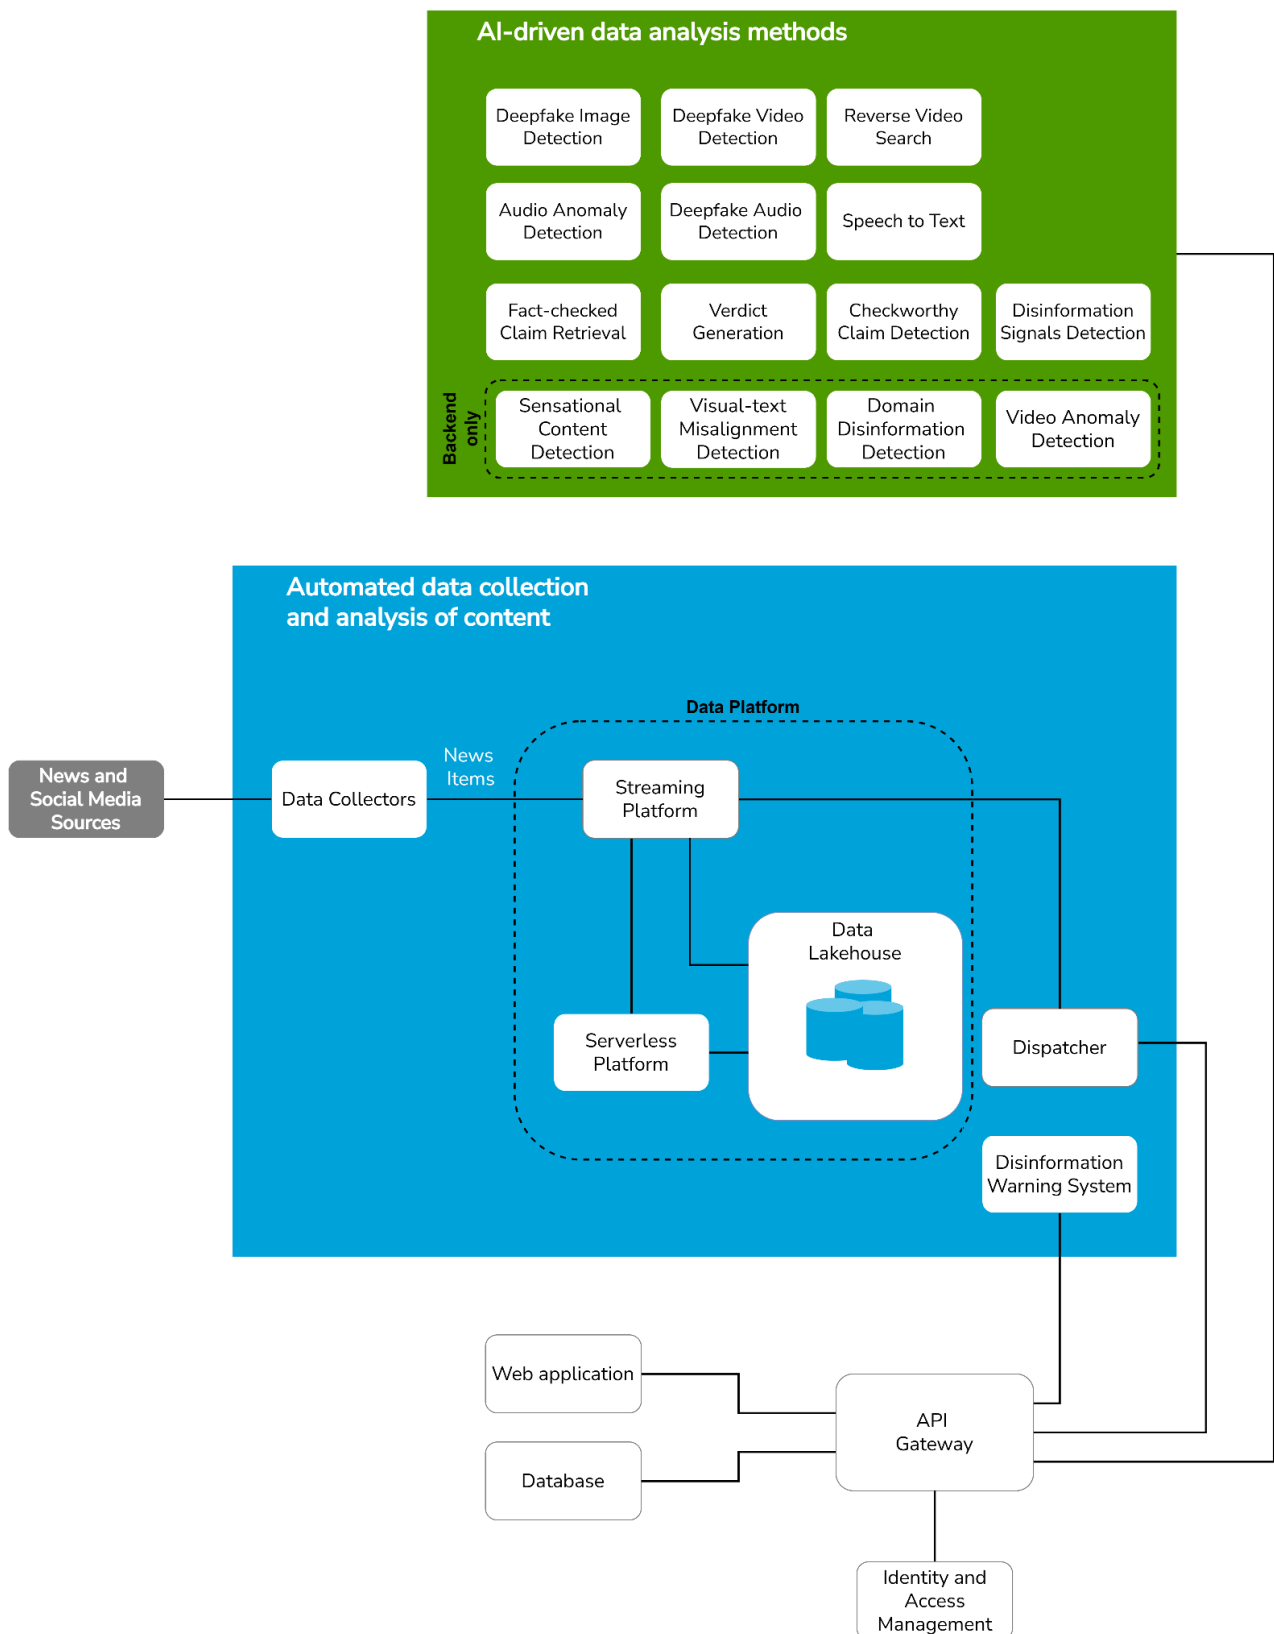 AI-driven data analysis methods
Deepfake Image
Detection
Deepfake Video
Detection
Reverse Video
Search
Audio Anomaly
Detection
Deepfake Audio
Detection
Speech to Text
Fact-checked
Claim Retrieval
Verdict
Generation
Checkworthy
Claim Detection
Disinformation
Signals Detection
Backend
only
Sensational
Content
Detection
Visual-text
Misalignment
Detection
Domain
Disinformation
Detection
Video Anomaly
Detection
Automated data collection
and analysis of content
Data Platform
News and
Social Media
Sources
Data Collectors
News
Items
Streaming
Platform
Data
Lakehouse
Serverless
Platform
Dispatcher
Disinformation
Warning System
Web application
Database
API
Gateway
Identity and
Access
Management